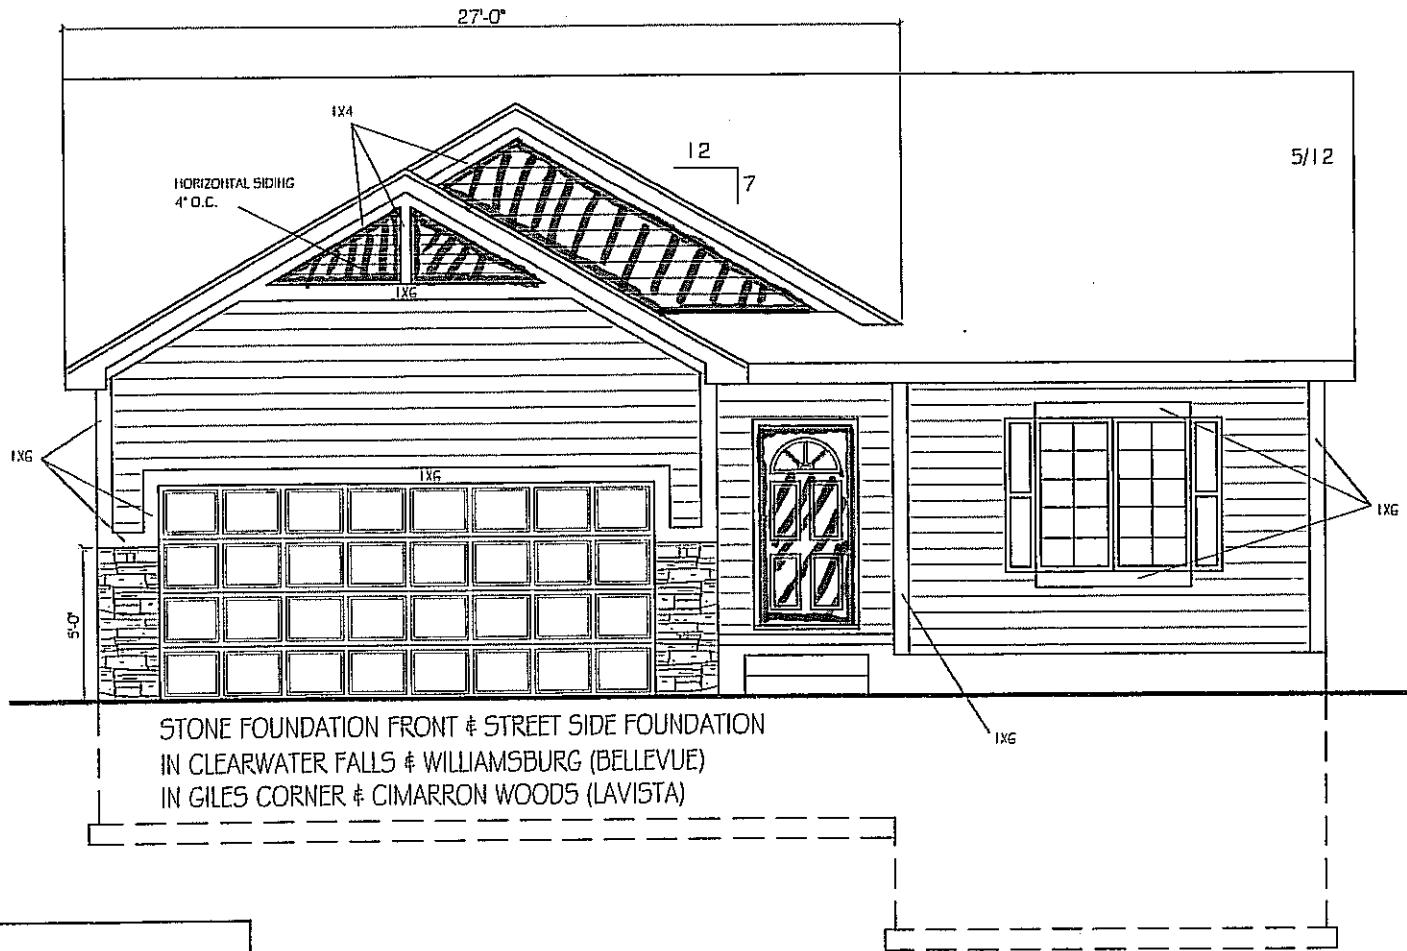 27'-0"
1X4
12
7
5/12
HORIZONTAL SIDING
4" O.C.
1X6
1X6
1X6
1X6
5'-0"
1X6
STONE FOUNDATION FRONT & STREET SIDE FOUNDATION
IN CLEARWATER FALLS & WILLIAMSBURG (BELLEVUE)
IN GILES CORNER & CIMARRON WOODS (LAVISTA)